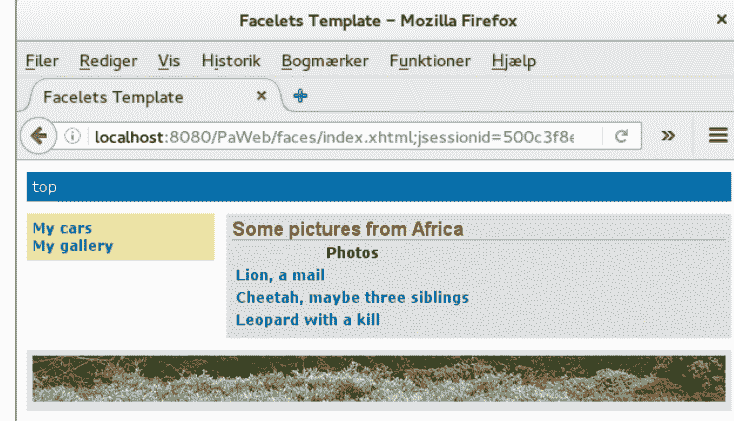 Facelets Template – Mozilla Firefox
Filer Rediger Vis Historik Bogmærker Funktioner Hjælp
Facelets Template
localhost:8080/PaWeb/faces/index.xhtml;jsessionid=500c3f8e
top
My cars
My gallery
Some pictures from Africa
Photos
Lion, a mail
Cheetah, maybe three siblings
Leopard with a kill